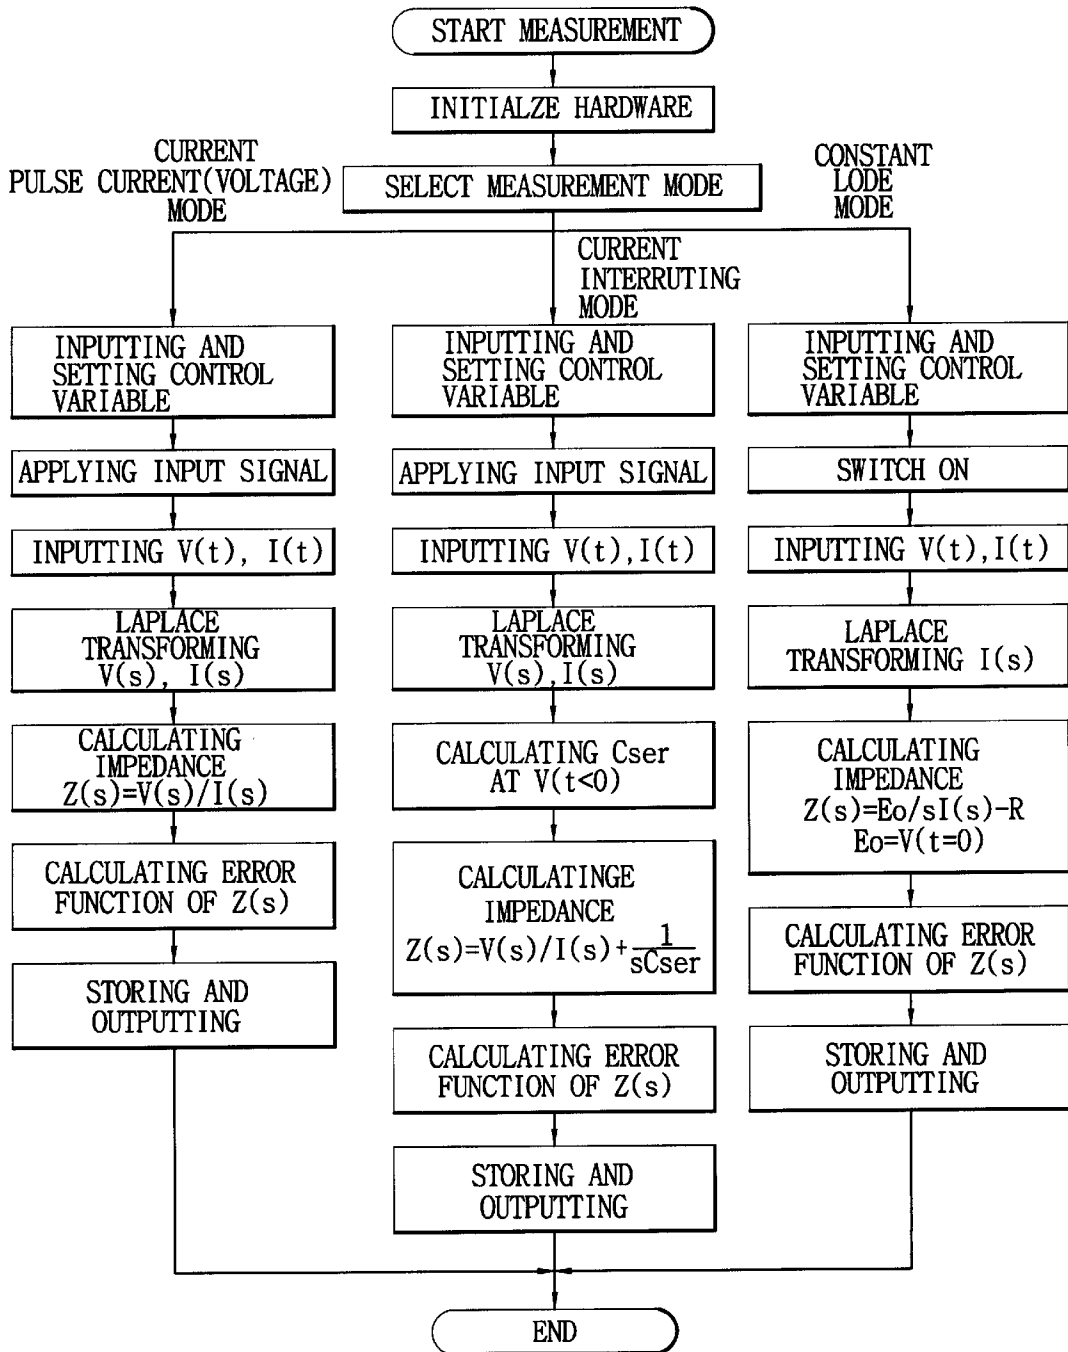 START MEASUREMENT
INITIALZE HARDWARE
SELECT MEASUREMENT MODE
CURRENT
PULSE CURRENT(VOLTAGE)
MODE
CURRENT
INTERRUTING
MODE
CONSTANT
LODE
MODE
INPUTTING AND
SETTING CONTROL
VARIABLE
APPLYING INPUT SIGNAL
INPUTTING V(t), I(t)
LAPLACE
TRANSFORMING
V(s), I(s)
CALCULATING
IMPEDANCE
Z(s)=V(s)/I(s)
CALCULATING ERROR
FUNCTION OF Z(s)
STORING AND
OUTPUTTING
INPUTTING AND
SETTING CONTROL
VARIABLE
APPLYING INPUT SIGNAL
INPUTTING V(t),I(t)
LAPLACE
TRANSFORMING
V(s),I(s)
CALCULATING Cser
AT V(t<0)
CALCULATINGE
IMPEDANCE
Z(s)=V(s)/I(s)+1/sCser
CALCULATING ERROR
FUNCTION OF Z(s)
STORING AND
OUTPUTTING
INPUTTING AND
SETTING CONTROL
VARIABLE
SWITCH ON
INPUTTING V(t),I(t)
LAPLACE
TRANSFORMING I(s)
CALCULATING
IMPEDANCE
Z(s)=Eo/sI(s)-R
Eo=V(t=0)
CALCULATING ERROR
FUNCTION OF Z(s)
STORING AND
OUTPUTTING
END